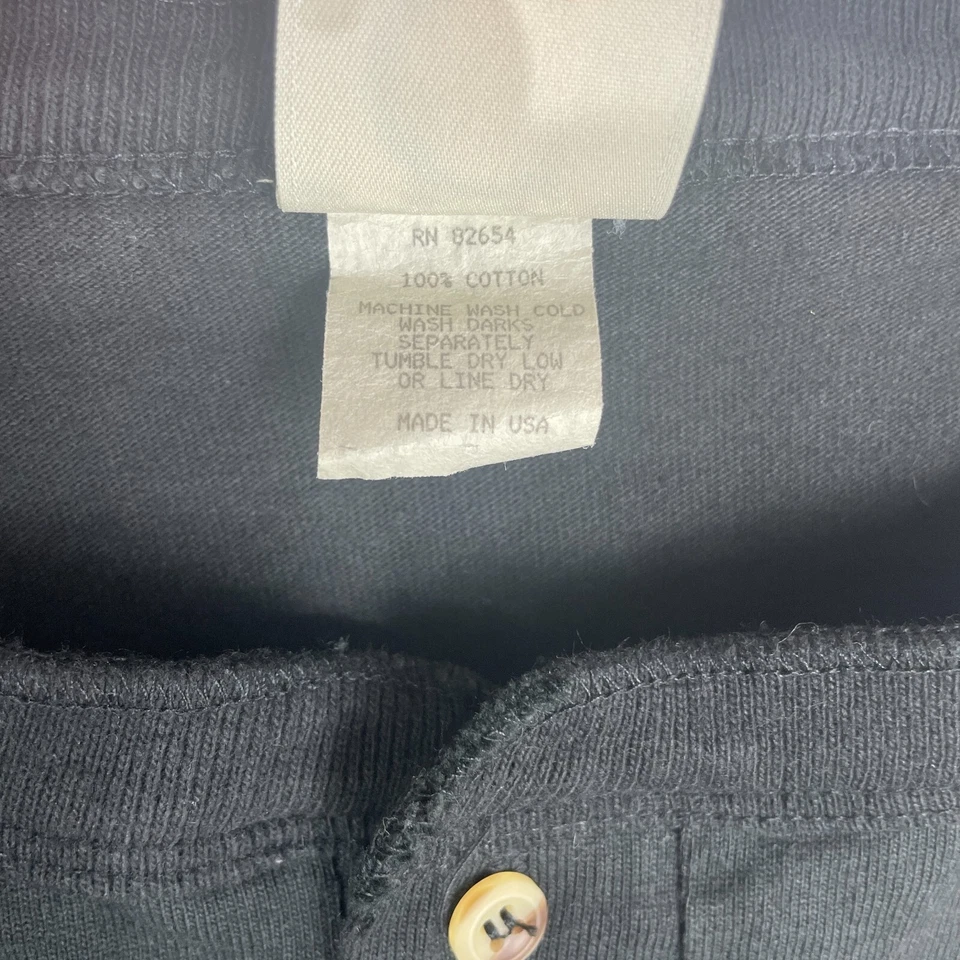 RN 82654
100% COTTON
MACHINE WASH COLD
WASH DARKS
SEPARATELY
TUMBLE DRY LOW
OR LINE DRY
MADE IN USA